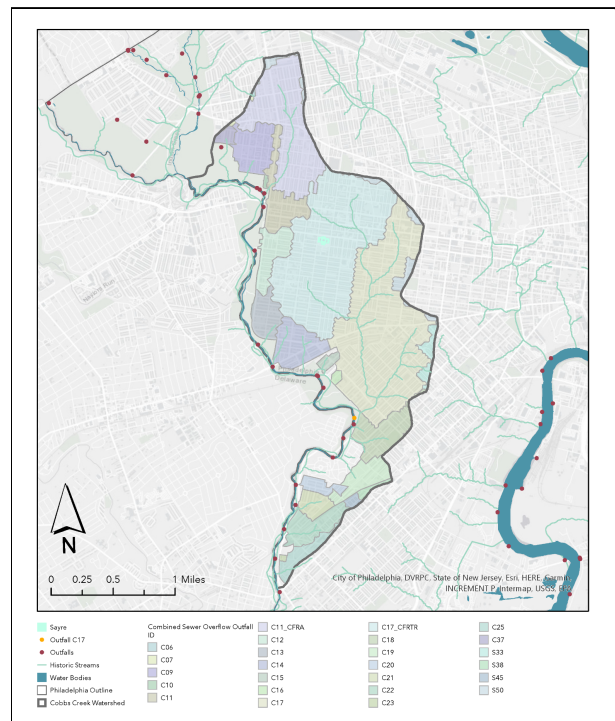 Delaware
N
0 0.25 0.5 1 Miles
City of Philadelphia, DVRPC, State of New Jersey, Esri, HERE, Garmin,
INCREMENT P, Intermap, USGS,
Sayre
Outfall C17
Outfalls
Historic Streams
Water Bodies
Philadelphia Outline
Cobbs Creek Watershed
Combined Sewer Overflow Outfall
ID
C06
C07
C09
C10
C11
C11_CFRA
C12
C13
C14
C15
C16
C17
C17_CFRTR
C18
C19
C20
C21
C22
C23
C25
C37
S33
S38
S45
S50